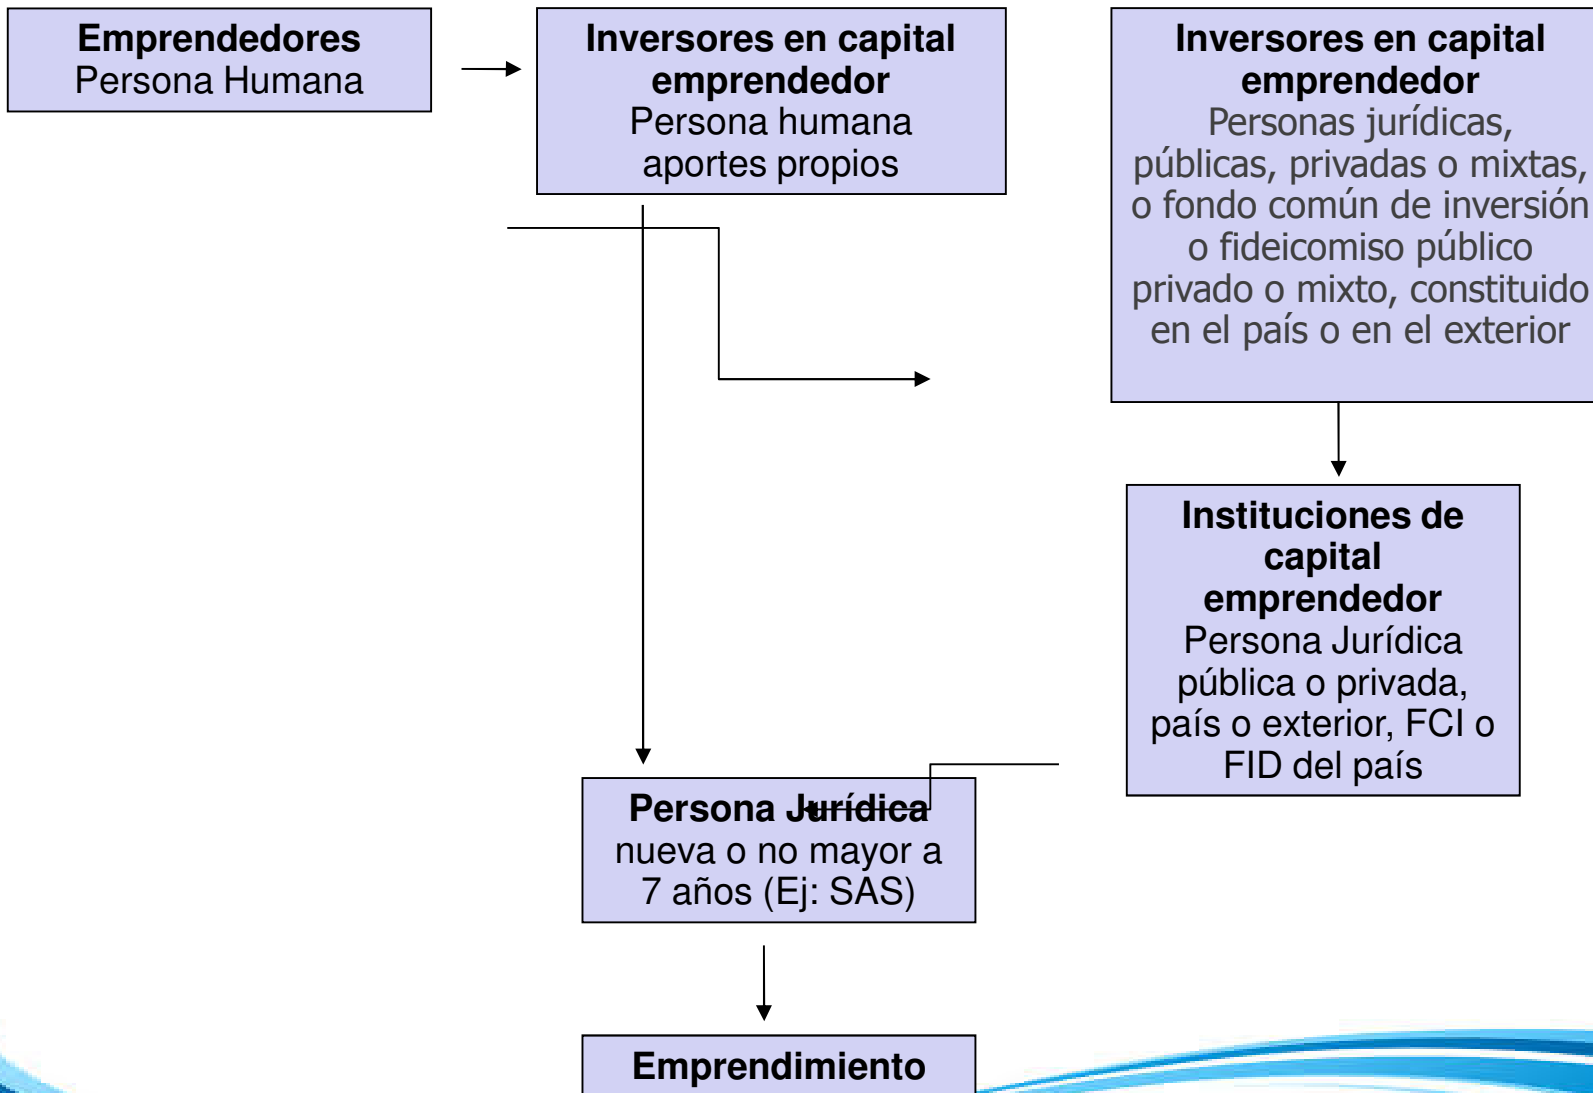 Emprendedores
Persona Humana
Inversores en capital
emprendedor
Persona humana
aportes propios
Inversores en capital
emprendedor
Personas jurídicas,
públicas, privadas o mixtas,
o fondo común de inversión
o fideicomiso público
privado o mixto, constituido
en el país o en el exterior
Instituciones de
capital
emprendedor
Persona Jurídica
pública o privada,
país o exterior, FCI o
FID del país
Persona Jurídica
nueva o no mayor a
7 años (Ej: SAS)
Emprendimiento